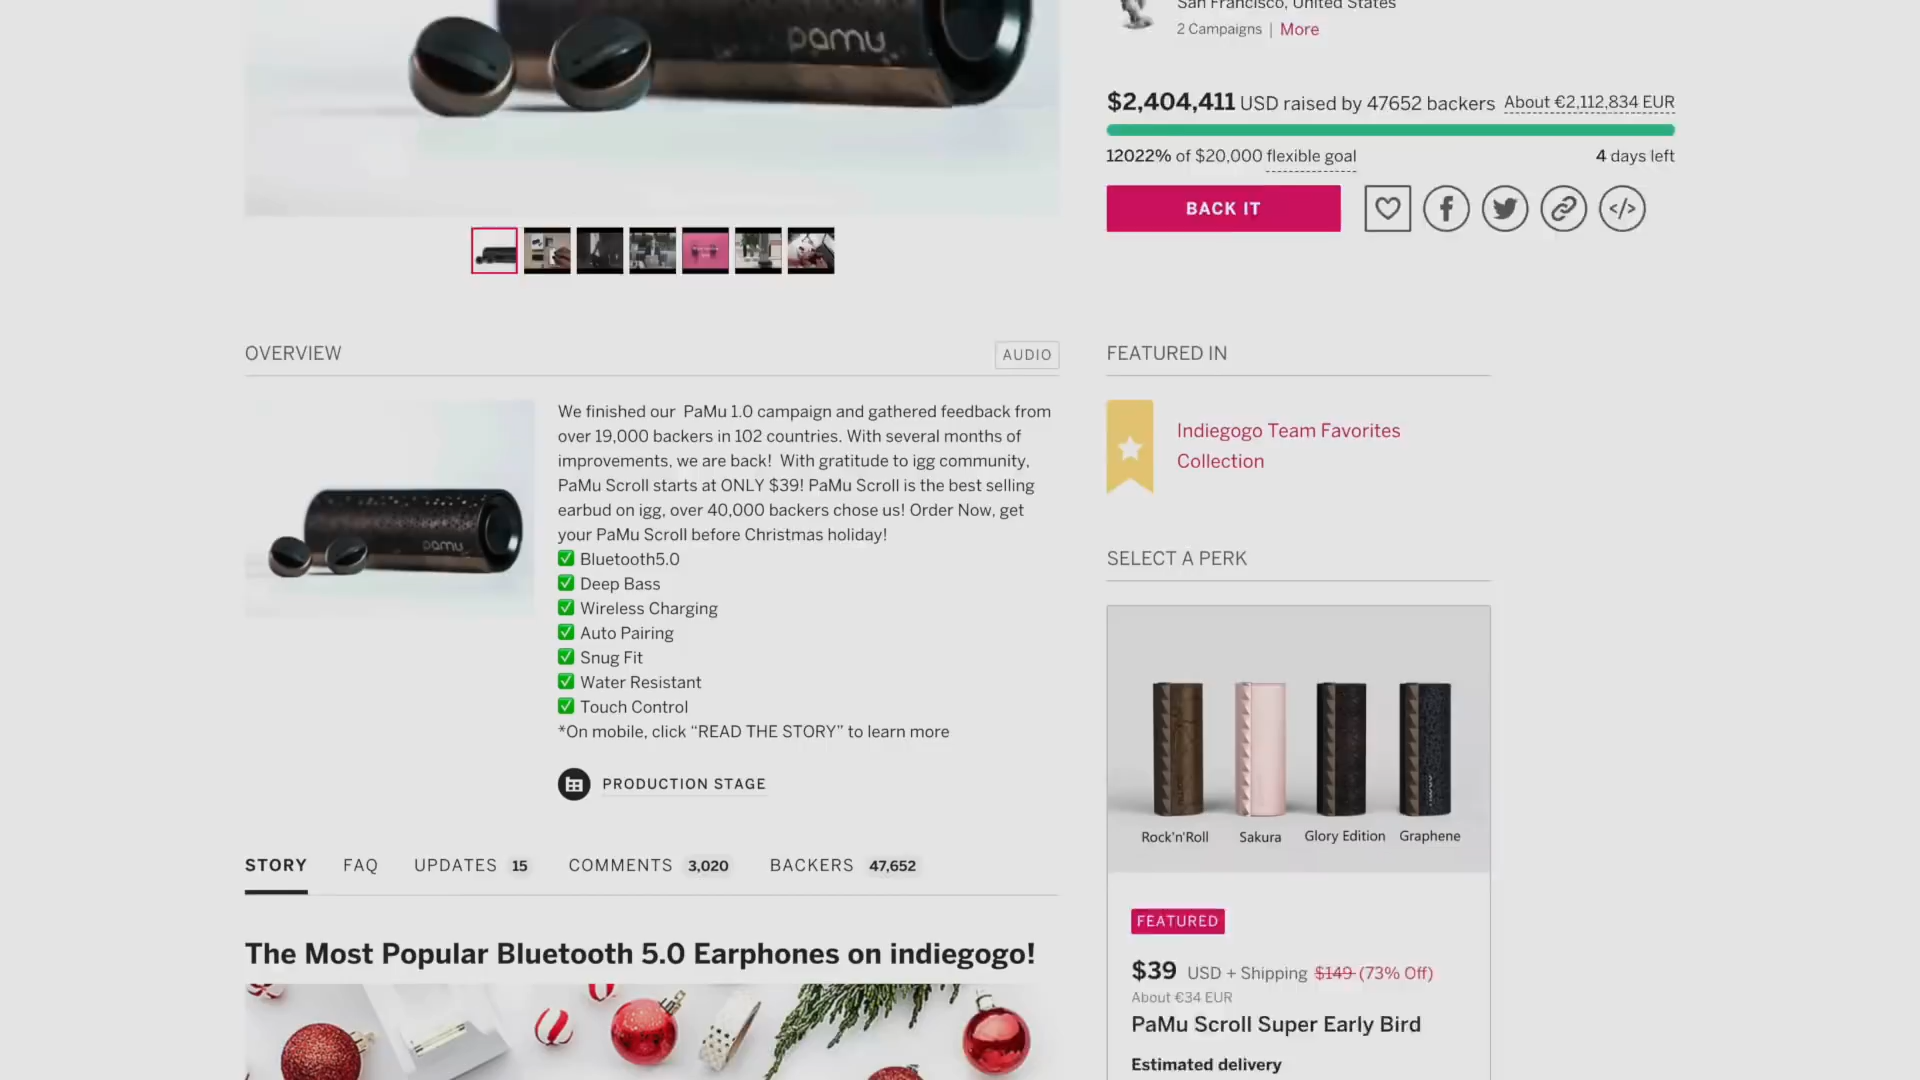 pamu
San Francisco, United States
2 Campaigns | More
$2,404,411 USD raised by 47652 backers About €2,112,834 EUR
12022% of $20,000 flexible goal
4 days left
BACK IT
OVERVIEW
AUDIO
pamu
We finished our PaMu 1.0 campaign and gathered feedback from
over 19,000 backers in 102 countries. With several months of
improvements, we are back! With gratitude to igg community,
PaMu Scroll starts at ONLY $39! PaMu Scroll is the best selling
earbud on igg, over 40,000 backers chose us! Order Now, get
your PaMu Scroll before Christmas holiday!
✅ Bluetooth5.0
✅ Deep Bass
✅ Wireless Charging
✅ Auto Pairing
✅ Snug Fit
✅ Water Resistant
✅ Touch Control
*On mobile, click “READ THE STORY” to learn more
PRODUCTION STAGE
FEATURED IN
Indiegogo Team Favorites
Collection
SELECT A PERK
Rock'n'Roll Sakura Glory Edition Graphene
STORY FAQ UPDATES 15 COMMENTS 3,020 BACKERS 47,652
The Most Popular Bluetooth 5.0 Earphones on indiegogo!
FEATURED
$39 USD + Shipping $149 (73% Off)
About €34 EUR
PaMu Scroll Super Early Bird
Estimated delivery